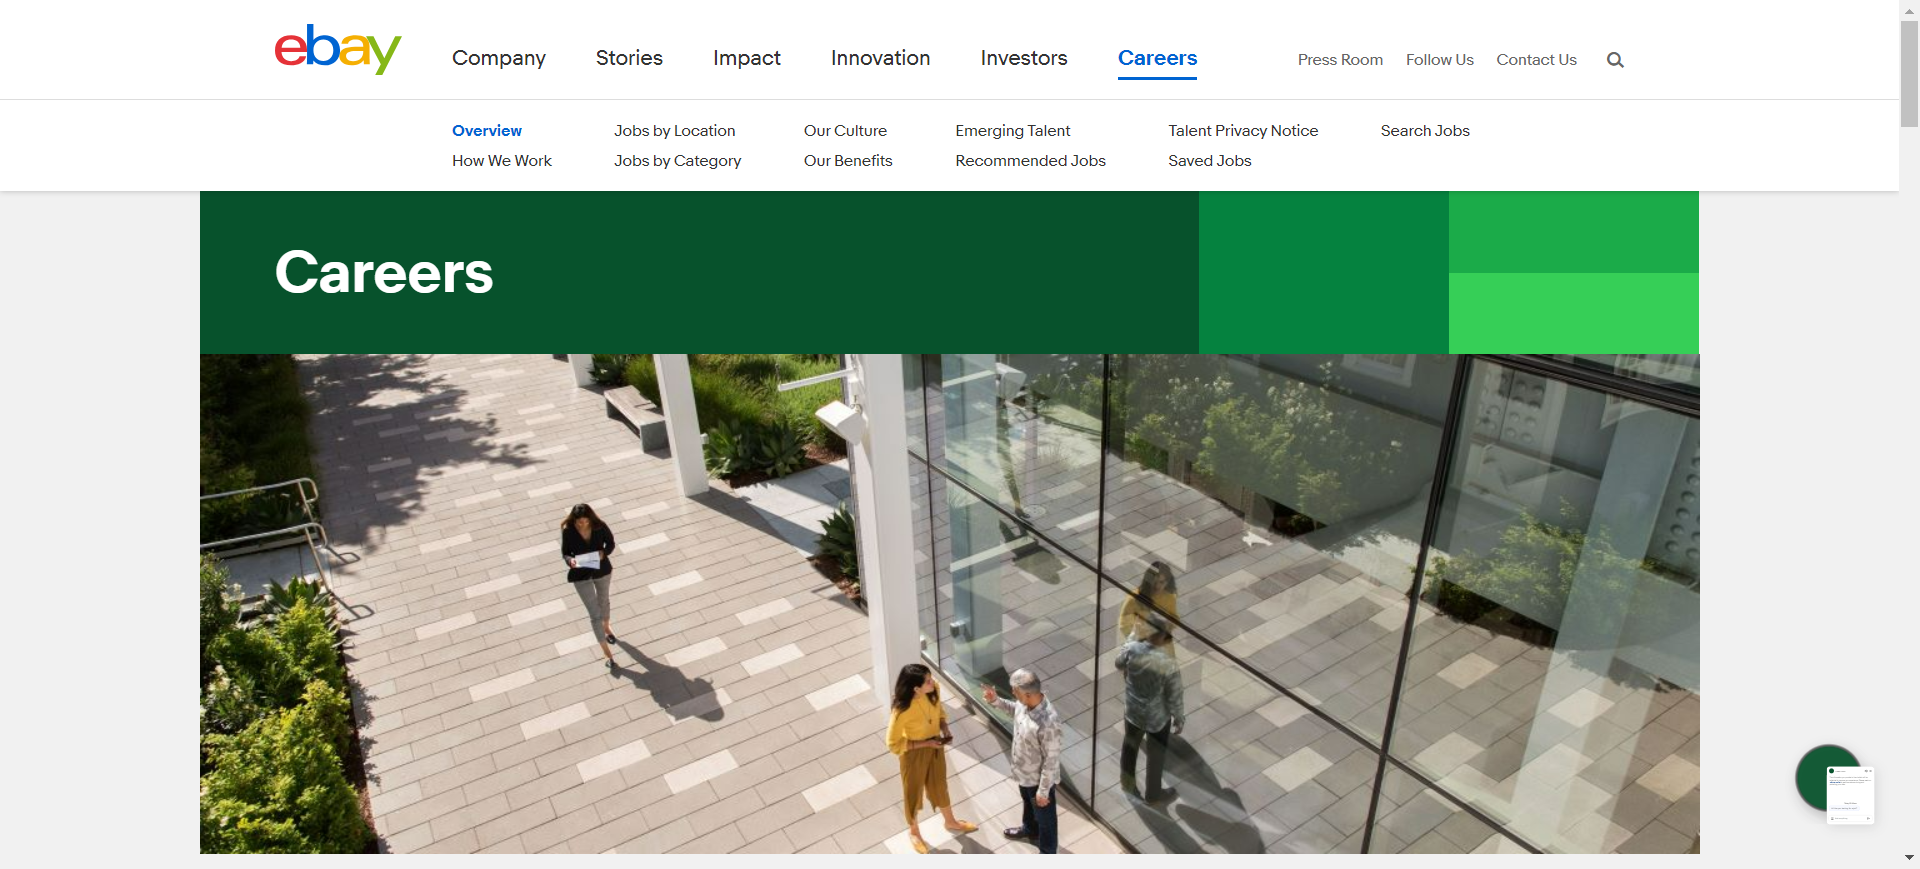 ebay
Company Stories Impact Innovation Investors Careers Press Room Follow Us Contact Us
Overview Jobs by Location Our Culture Emerging Talent Talent Privacy Notice Search Jobs
How We Work Jobs by Category Our Benefits Recommended Jobs Saved Jobs
Careers